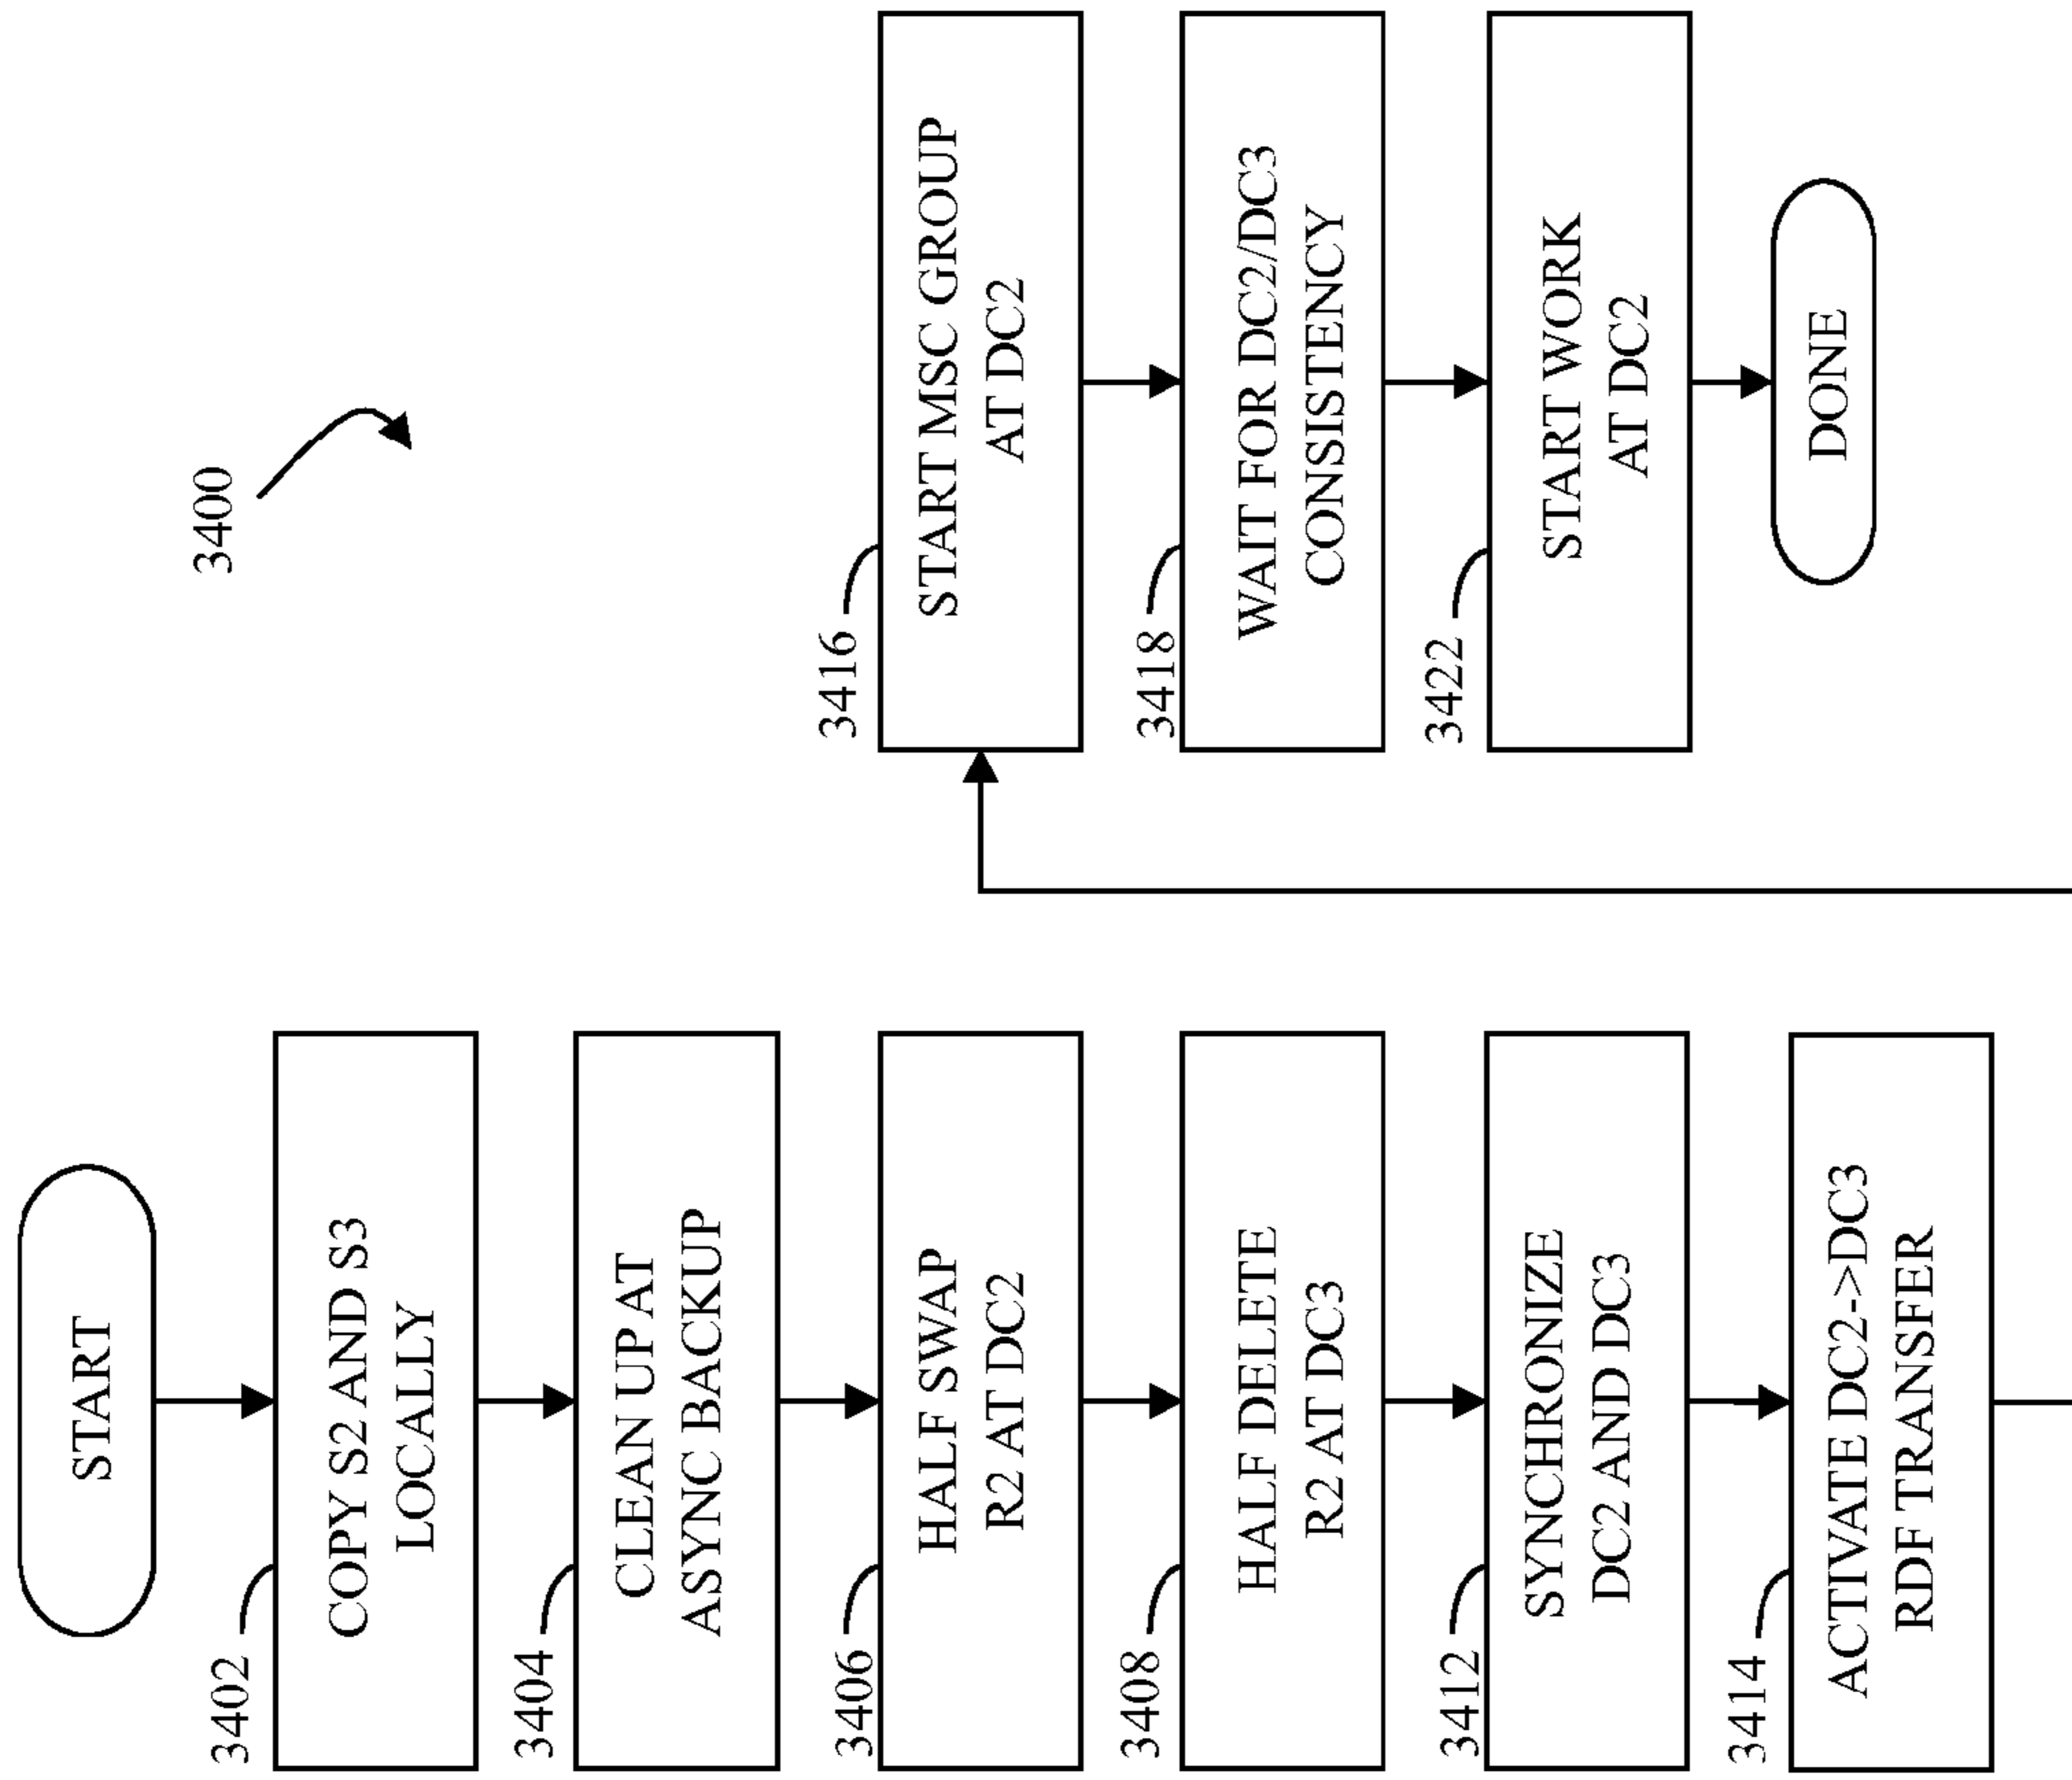 3400
START
3402
COPY S2 AND S3
LOCALLY
3404
CLEAN UP AT
ASYNC BACKUP
3406
HALF SWAP
R2 AT DC2
3408
HALF DELETE
R2 AT DC3
3412
SYNCHRONIZE
DC2 AND DC3
3414
ACTIVATE DC2->DC3
RDF TRANSFER
3416
START MSC GROUP
AT DC2
3418
WAIT FOR DC2/DC3
CONSISTENCY
3422
START WORK
AT DC2
DONE